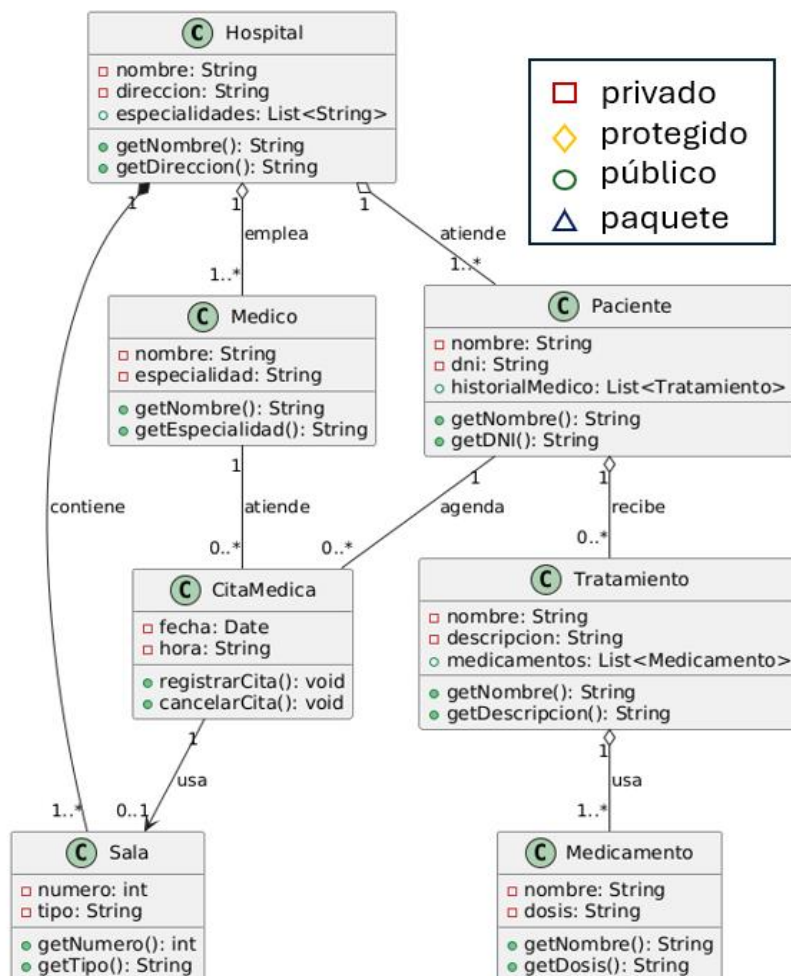 C Hospital
nombre: String
direccion: String
especialidades: List<String>
getNombre(): String
getDireccion(): String
privado
protegido
público
paquete
1
1
1
emplea
atiende
1..*
1..*
C Medico
nombre: String
especialidad: String
getNombre(): String
getEspecialidad(): String
C Paciente
nombre: String
dni: String
historialMedico: List<Tratamiento>
getNombre(): String
getDNI(): String
1
1
1
contiene
atiende
agenda
recibe
0..*
0..*
0..*
C CitaMedica
fecha: Date
hora: String
registrarCita(): void
cancelarCita(): void
C Tratamiento
nombre: String
descripcion: String
medicamentos: List<Medicamento>
getNombre(): String
getDescripcion(): String
1
1
usa
usa
1..*
0..1
1..*
C Sala
numero: int
tipo: String
getNumero(): int
getTipo(): String
C Medicamento
nombre: String
dosis: String
getNombre(): String
getDosis(): String